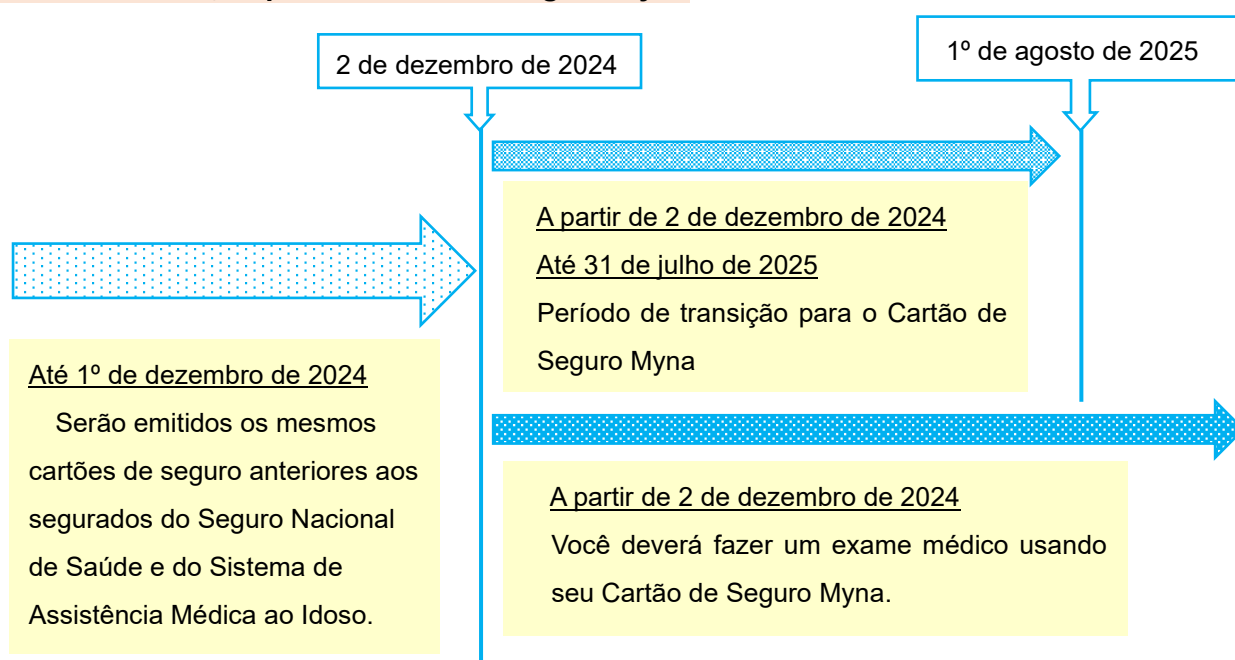 2 de dezembro de 2024
1º de agosto de 2025
A partir de 2 de dezembro de 2024
Até 31 de julho de 2025
Período de transição para o Cartão de
Seguro Myna
Até 1º de dezembro de 2024
Serão emitidos os mesmos
cartões de seguro anteriores aos
segurados do Seguro Nacional
de Saúde e do Sistema de
Assistência Médica ao Idoso.
A partir de 2 de dezembro de 2024
Você deverá fazer um exame médico usando
seu Cartão de Seguro Myna.